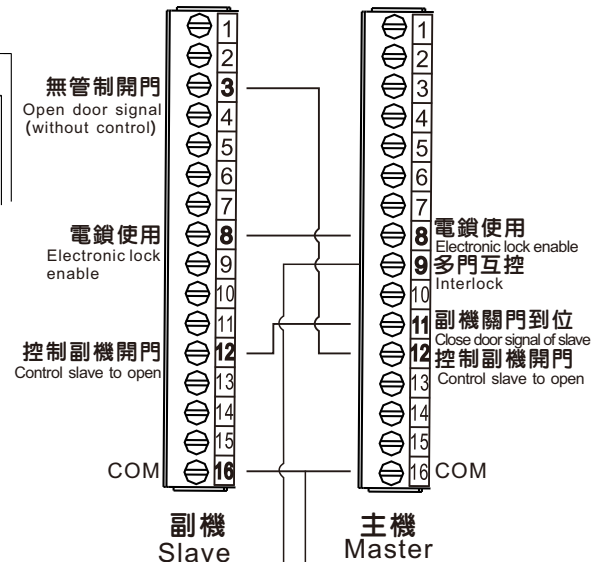 1
2
無管制開門
Open door signal
(without control)
3
4
5
6
7
電鎖使用
Electronic lock
enable
8
9
10
11
控制副機開門
Control slave to open
12
13
14
15
COM
16
副機
Slave
1
2
3
4
5
6
7
8
電鎖使用
Electronic lock enable
9
多門互控
Interlock
10
11
副機關門到位
Close door signal of slave
12
控制副機開門
Control slave to open
13
14
15
16
COM
主機
Master